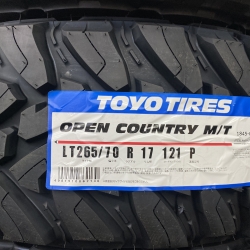 TOYO TIRES
OPEN COUNTRY M/T
LT265/70 R 17 121 P